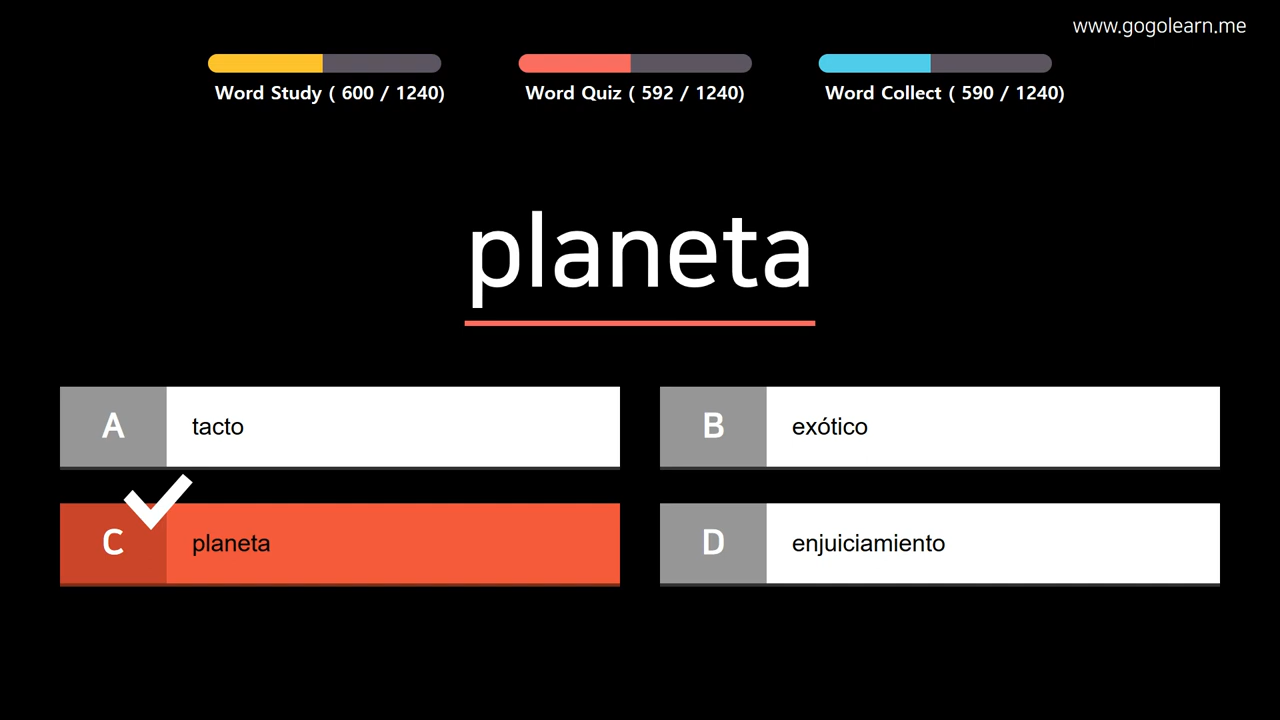 www.gogolearn.me
Word Study ( 600 / 1240)
Word Quiz ( 592 / 1240)
Word Collect ( 590 / 1240)
planeta
A tacto
B exótico
C planeta
D enjuiciamiento